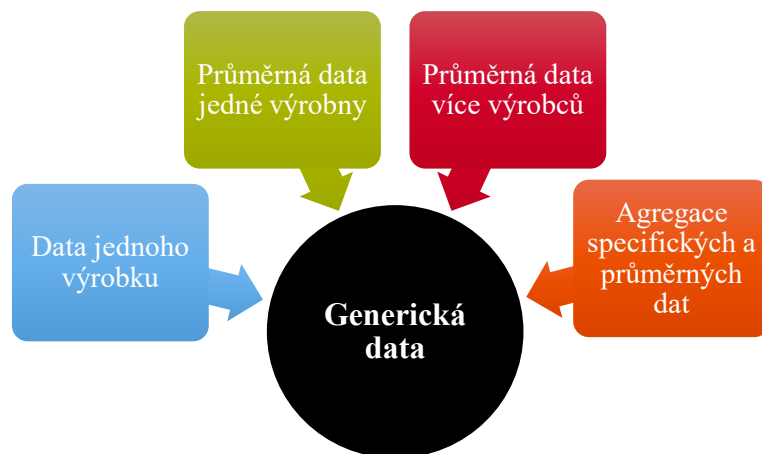 Průměrná data
jedné výrobny
Průměrná data
více výrobců
Data jednoho
výrobku
Agregace
specifických a
průměrných
dat
Generická
data